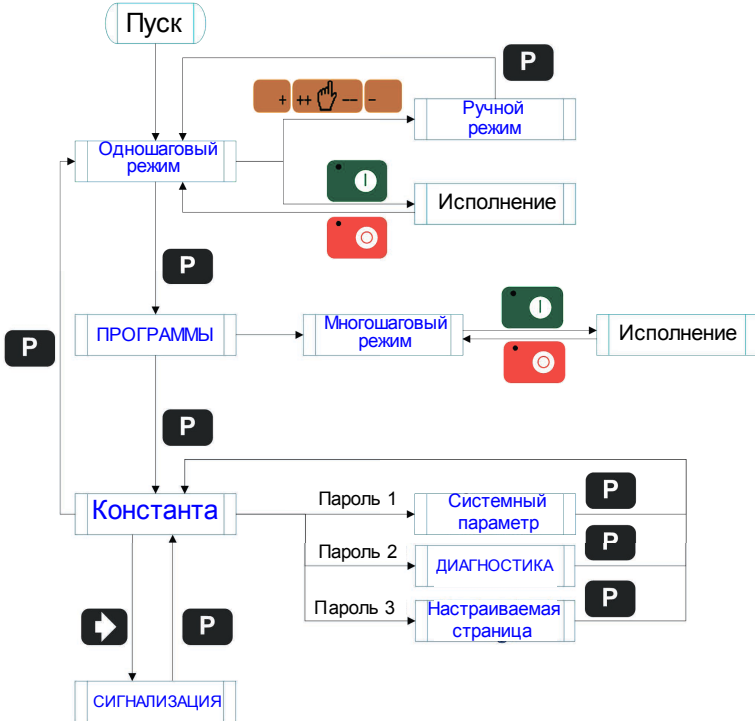 Пуск
P
+ ++ -- -
Ручной
режим
Одношаговый
режим
Исполнение
P
ПРОГРАММЫ
Многошаговый
режим
Исполнение
P
P
Константа
Пароль 1
Системный
параметр
P
Пароль 2
ДИАГНОСТИКА
P
Пароль 3
Настраиваемая
страница
P
P
СИГНАЛИЗАЦИЯ